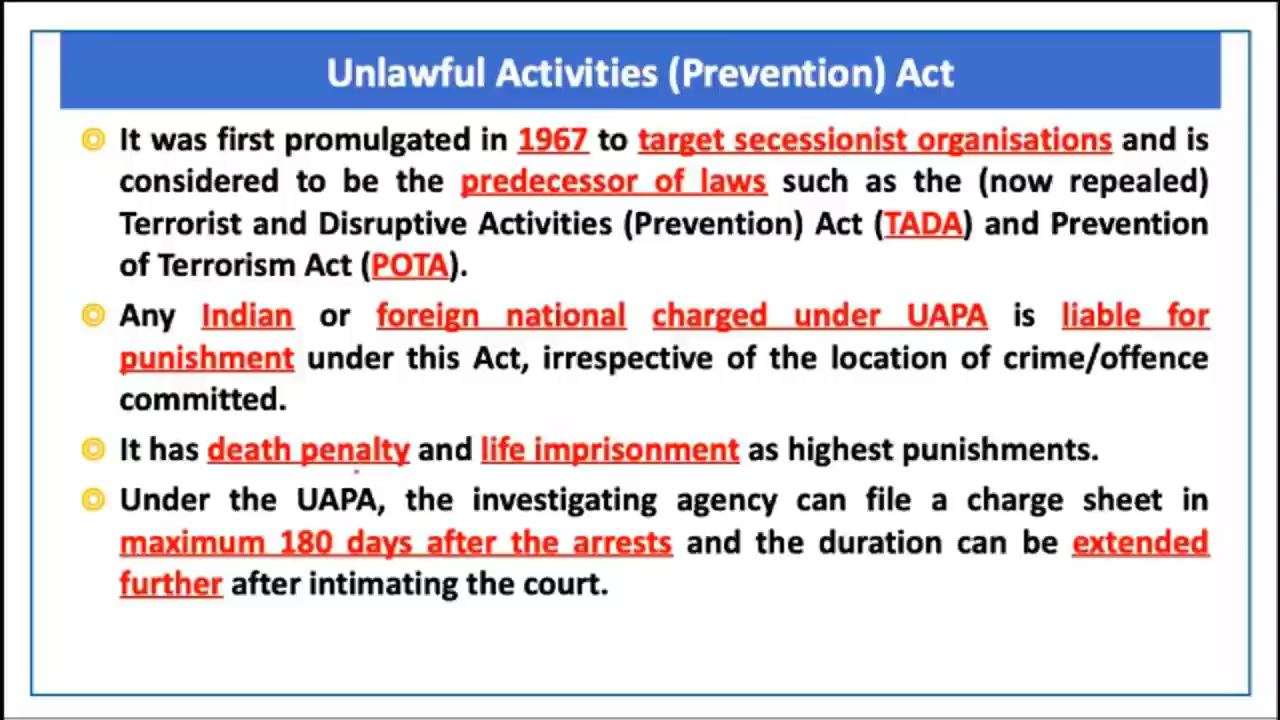 Unlawful Activities (Prevention) Act
It was first promulgated in 1967 to target secessionist organisations and is
considered to be the predecessor of laws such as the (now repealed)
Terrorist and Disruptive Activities (Prevention) Act (TADA) and Prevention
of Terrorism Act (POTA).
Any Indian or foreign national charged under UAPA is liable for
punishment under this Act, irrespective of the location of crime/offence
committed.
It has death penalty and life imprisonment as highest punishments.
Under the UAPA, the investigating agency can file a charge sheet in
maximum 180 days after the arrests and the duration can be extended
further after intimating the court.